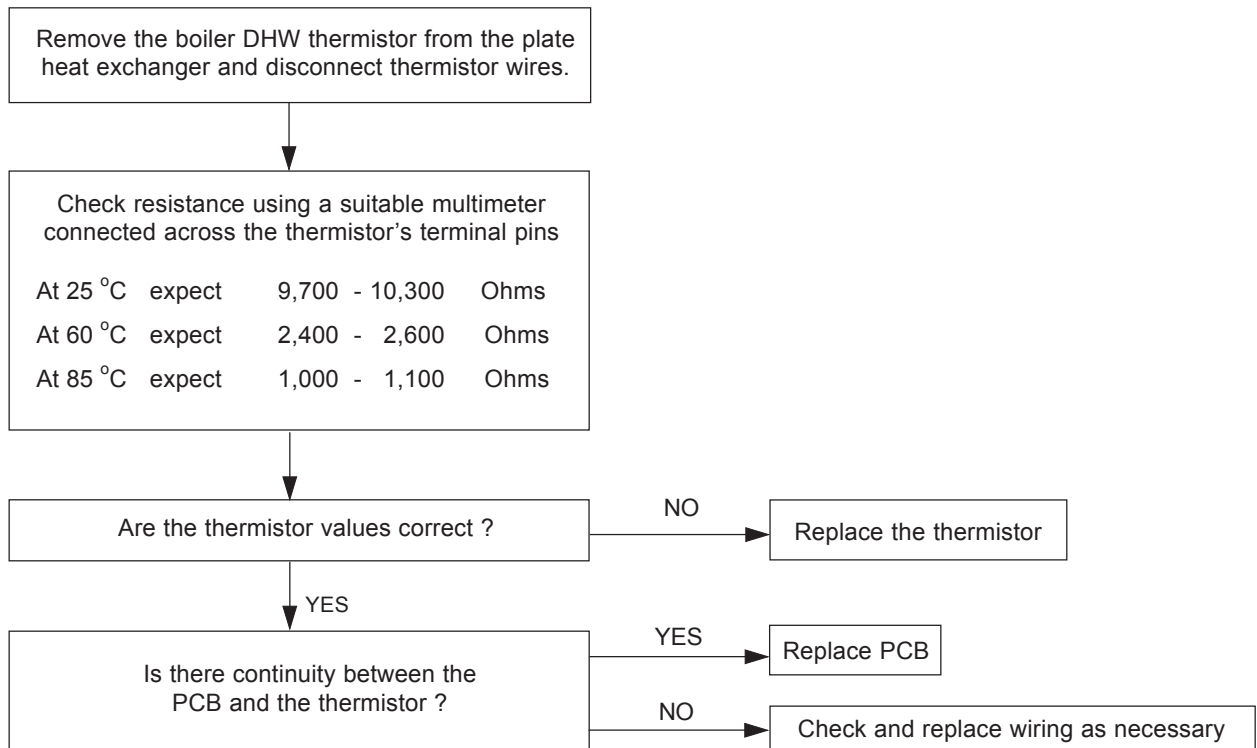 Remove the boiler DHW thermistor from the plate
heat exchanger and disconnect thermistor wires.
Check resistance using a suitable multimeter
connected across the thermistor’s terminal pins
At 25 °C expect 9,700 - 10,300 Ohms
At 60 °C expect 2,400 - 2,600 Ohms
At 85 °C expect 1,000 - 1,100 Ohms
Are the thermistor values correct ?
NO
Replace the thermistor
YES
Is there continuity between the
PCB and the thermistor ?
YES
Replace PCB
NO
Check and replace wiring as necessary